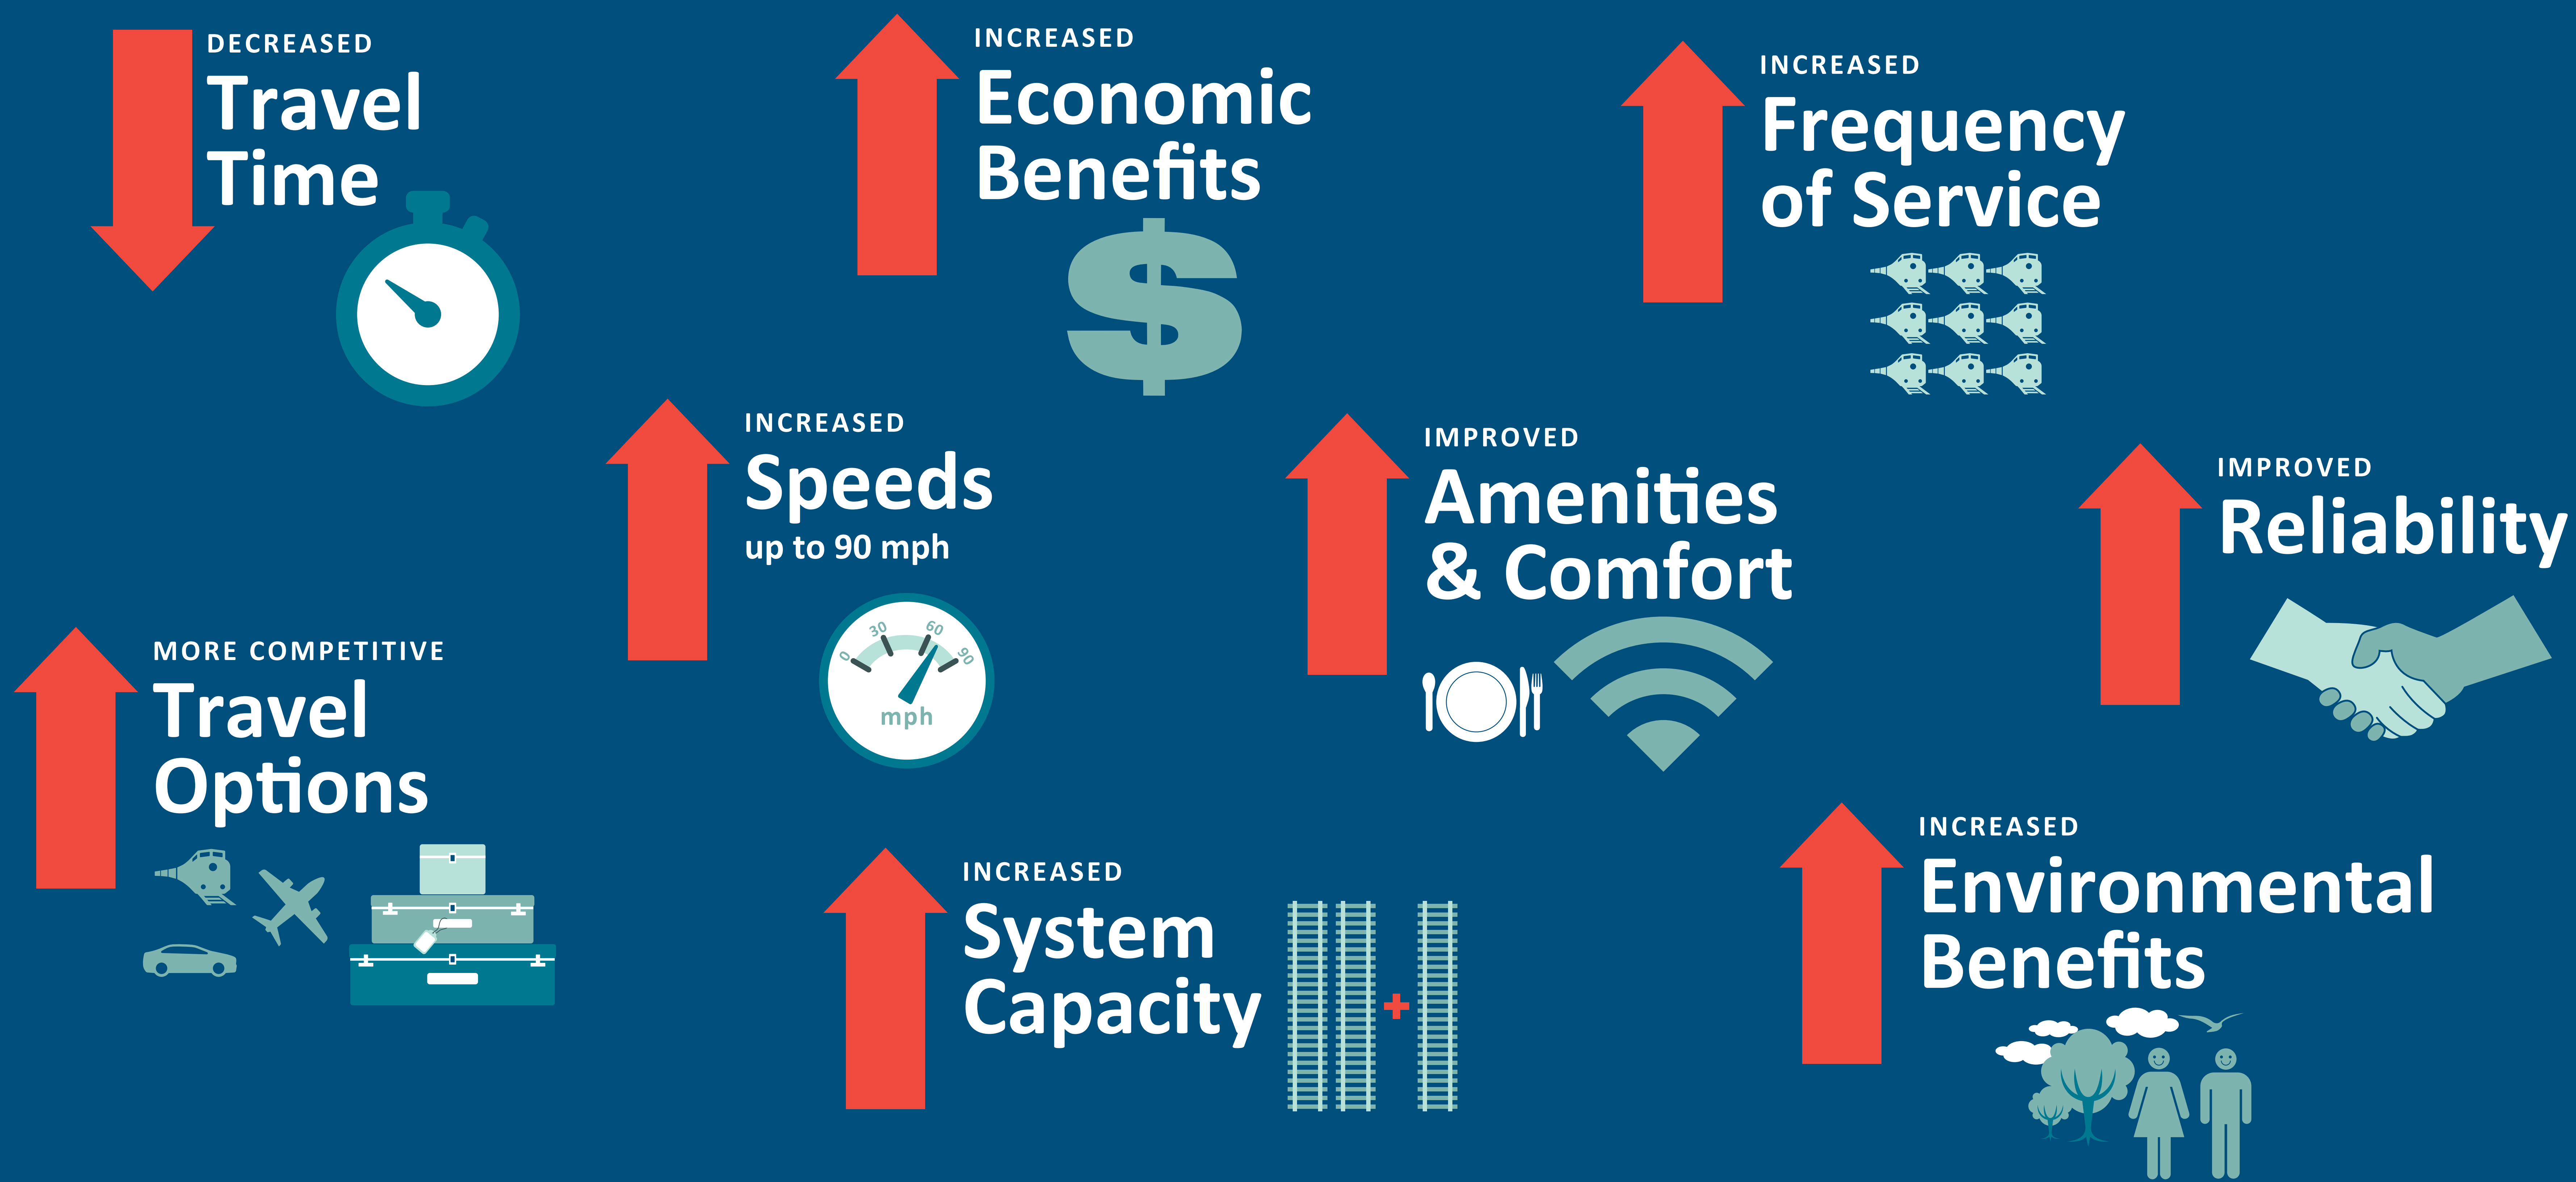 DECREASED
Travel
Time
INCREASED
Economic
Benefits
INCREASED
Frequency
of Service
INCREASED
Speeds
up to 90 mph
0
30
60
90
mph
IMPROVED
Amenities
& Comfort
IMPROVED
Reliability
MORE COMPETITIVE
Travel
Options
INCREASED
System
Capacity
+
INCREASED
Environmental
Benefits
$